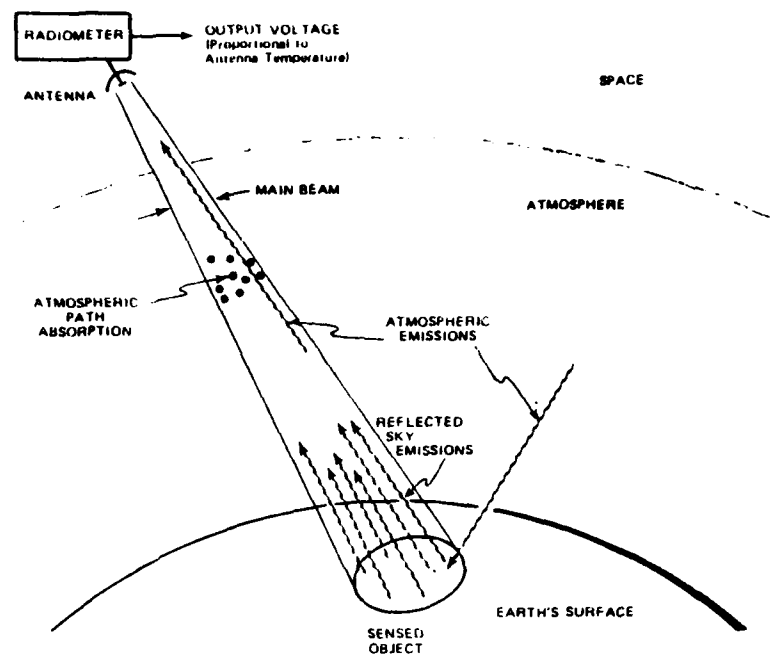 RADIOMETER
OUTPUT VOLTAGE
(Proportional to
Antenna Temperature)
ANTENNA
SPACE
MAIN BEAM
ATMOSPHERE
ATMOSPHERIC
PATH
ABSORPTION
ATMOSPHERIC
EMISSIONS
REFLECTED
SKY
EMISSIONS
EARTH'S SURFACE
SENSED
OBJECT